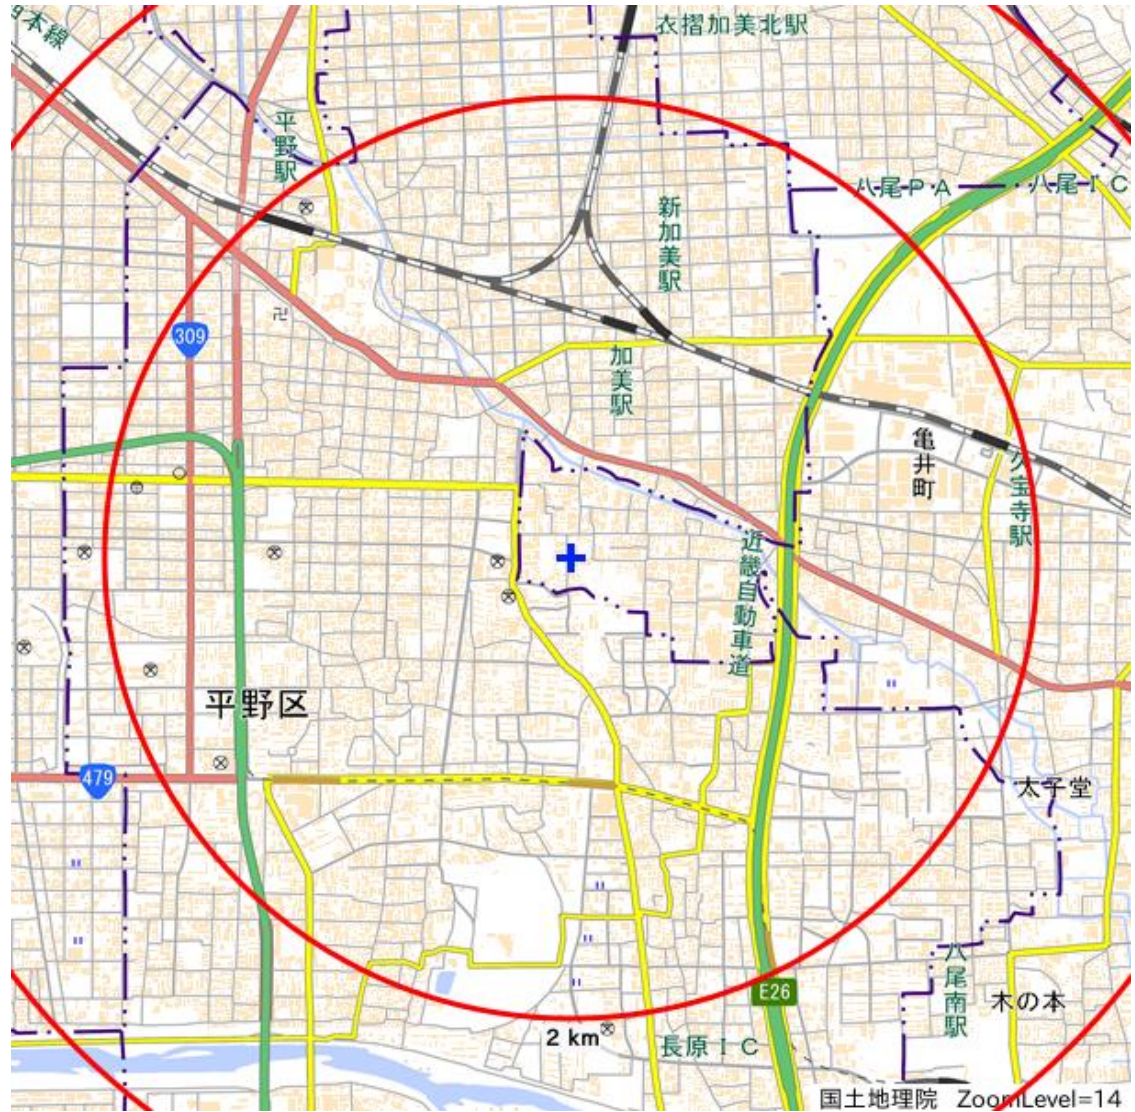 本線
衣摺加美北駅
平野駅
八尾PA
八尾IC
新加美駅
309
加美駅
亀井町
久宝寺駅
近畿自動車道
平野区
479
太子堂
八尾南駅
E26
木の本
2 km
長原IC
国土地理院 ZoomLevel=14